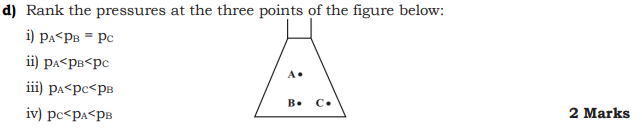 d) Rank the pressures at the three points of the figure below:
i) pA<pB = pC
ii) pA<pB<pC
iii) pA<pC<pB
iv) pC<pA<pB
A
B C
2 Marks